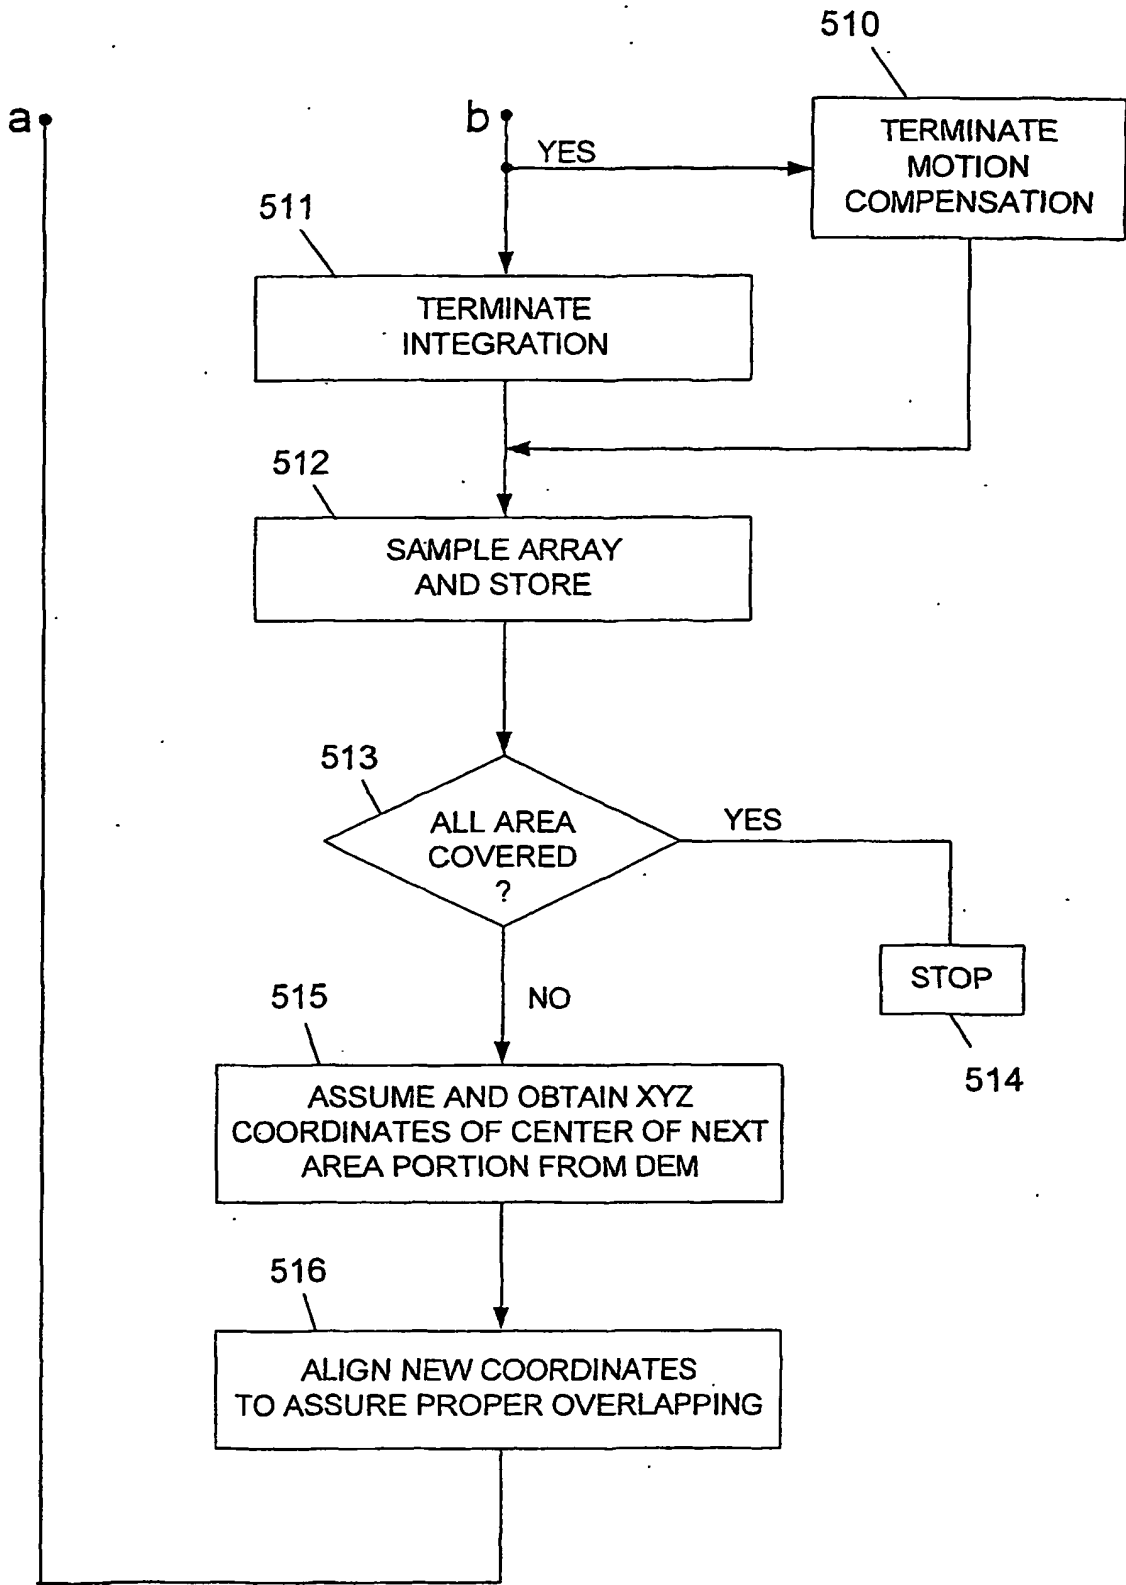 510
a
b
YES
TERMINATE
MOTION
COMPENSATION
511
TERMINATE
INTEGRATION
512
SAMPLE ARRAY
AND STORE
513
ALL AREA
COVERED
?
YES
STOP
514
NO
515
ASSUME AND OBTAIN XYZ
COORDINATES OF CENTER OF NEXT
AREA PORTION FROM DEM
516
ALIGN NEW COORDINATES
TO ASSURE PROPER OVERLAPPING